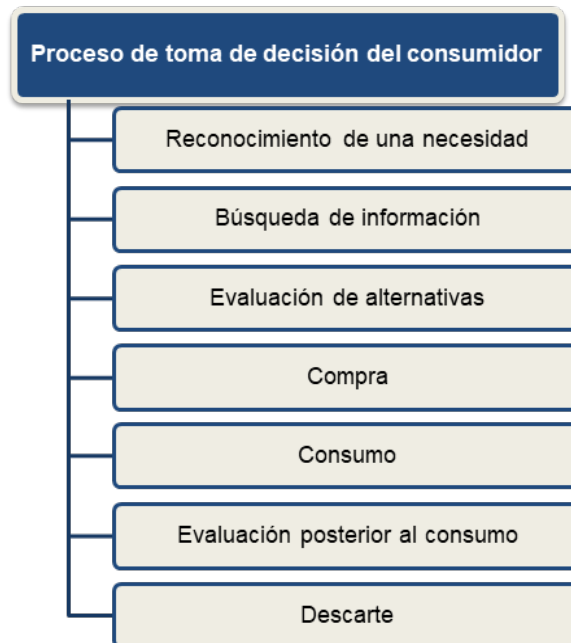 Proceso de toma de decisión del consumidor
Reconocimiento de una necesidad
Búsqueda de información
Evaluación de alternativas
Compra
Consumo
Evaluación posterior al consumo
Descarte